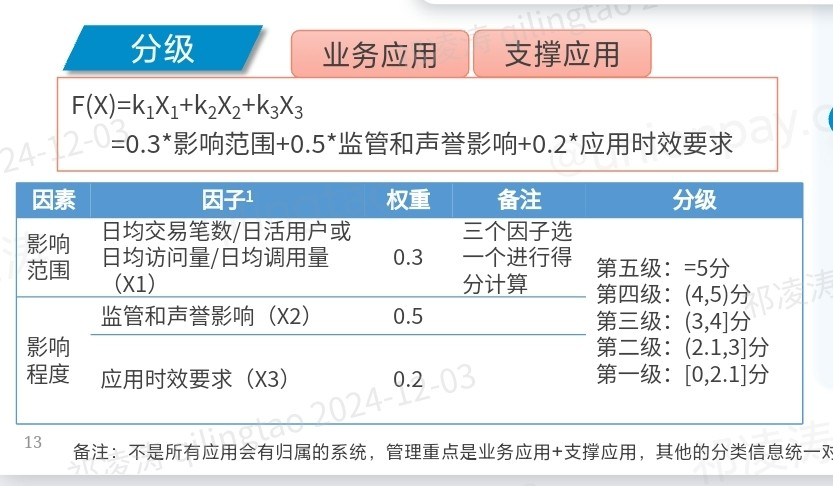 分级
业务应用
支撑应用
F(X)=k₁X₁+k₂X₂+k₃X₃
=0.3*影响范围+0.5*监管和声誉影响+0.2*应用时效要求
因素 因子¹ 权重 备注 分级
影响
范围
日均交易笔数/日活用户或
日均访问量/日均调用量
（X1）
0.3
三个因子选
一个进行得
分计算
监管和声誉影响（X2）
0.5
影响
程度
应用时效要求（X3）
0.2
第五级：=5分
第四级：(4,5)分
第三级：(3,4]分
第二级：(2.1,3]分
第一级：[0,2.1]分
13
备注：不是所有应用会有归属的系统，管理重点是业务应用+支撑应用，其他的分类信息统一对
祁凌涛 qilingtao 2024-12-03